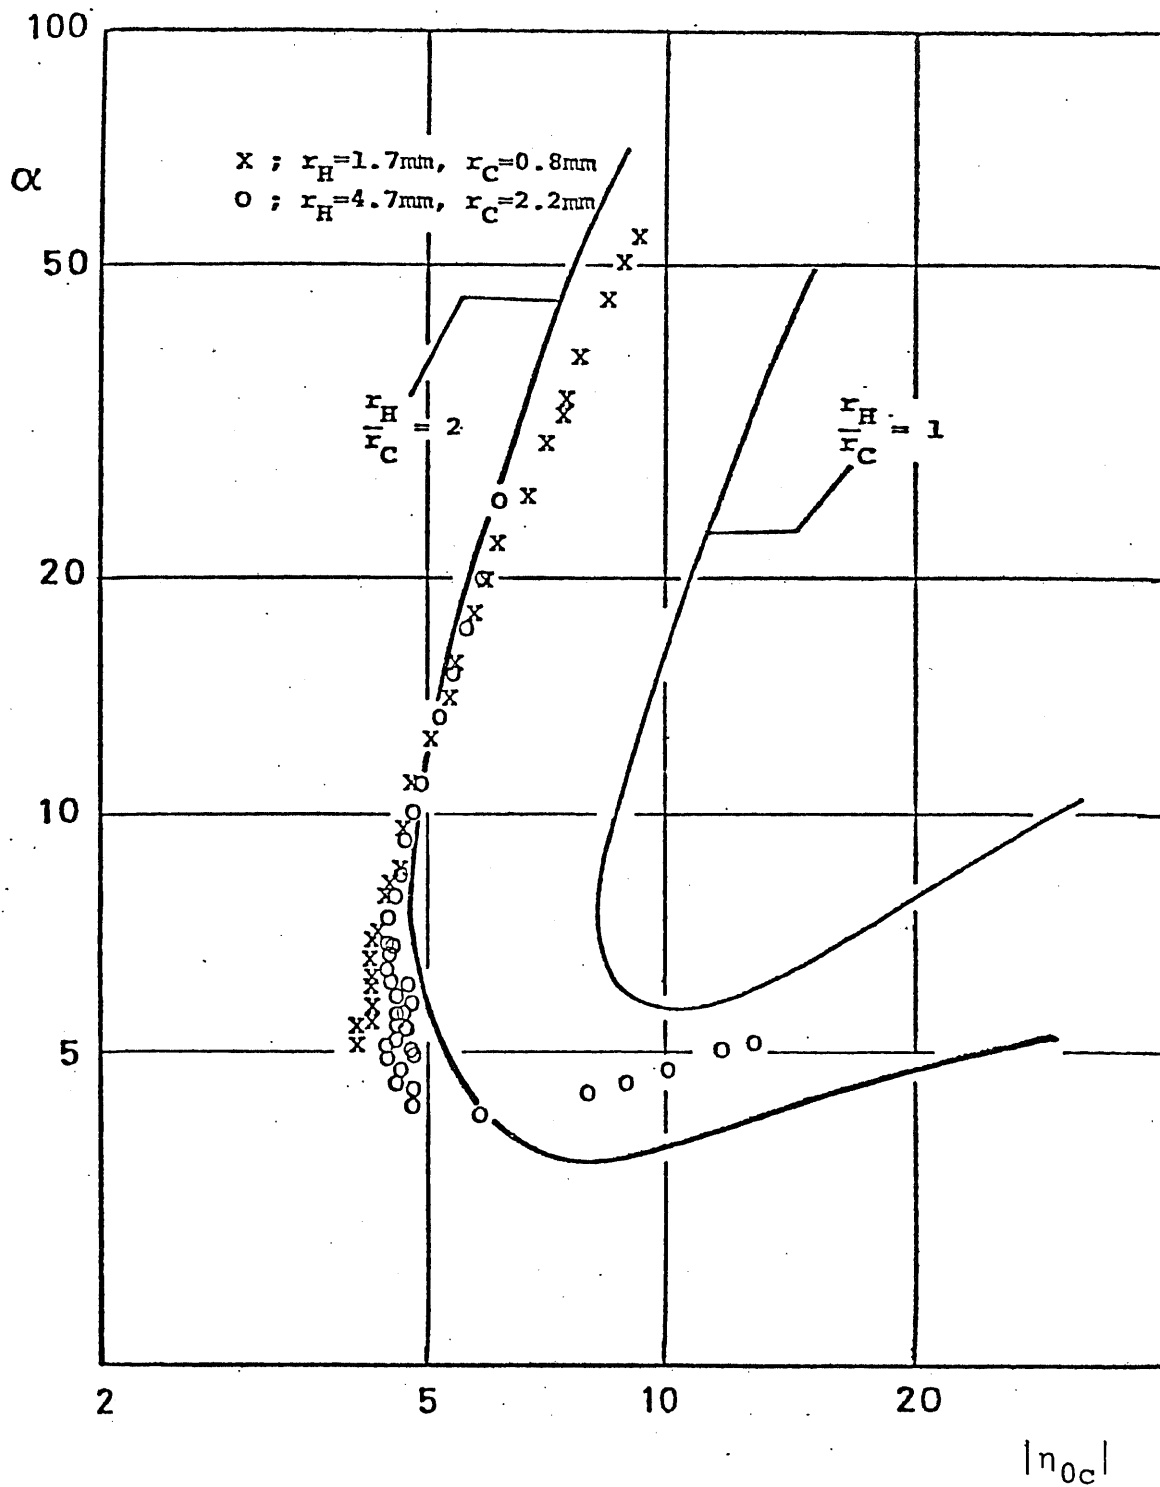 100
α
x ; r_H=1.7mm, r_C=0.8mm
o ; r_H=4.7mm, r_C=2.2mm
50
r_H
r_C = 2
r_H
r_C = 1
20
10
5
2 5 10 20
|η_0c|